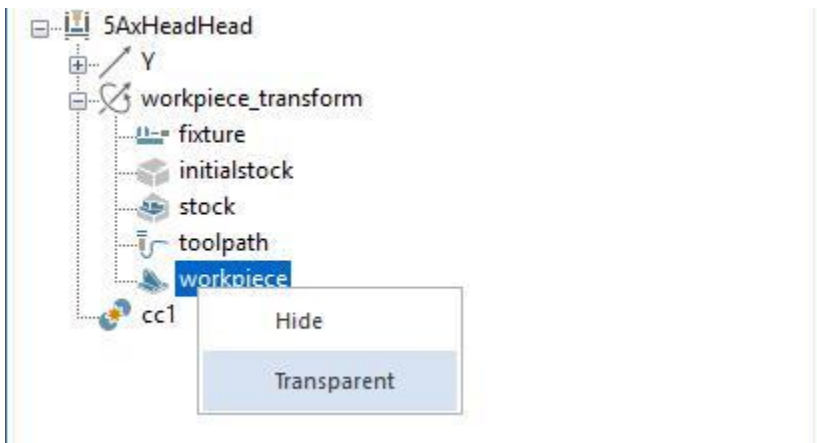 5AxHeadHead
Y
workpiece_transform
fixture
initialstock
stock
toolpath
workpiece
cc1
Hide
Transparent